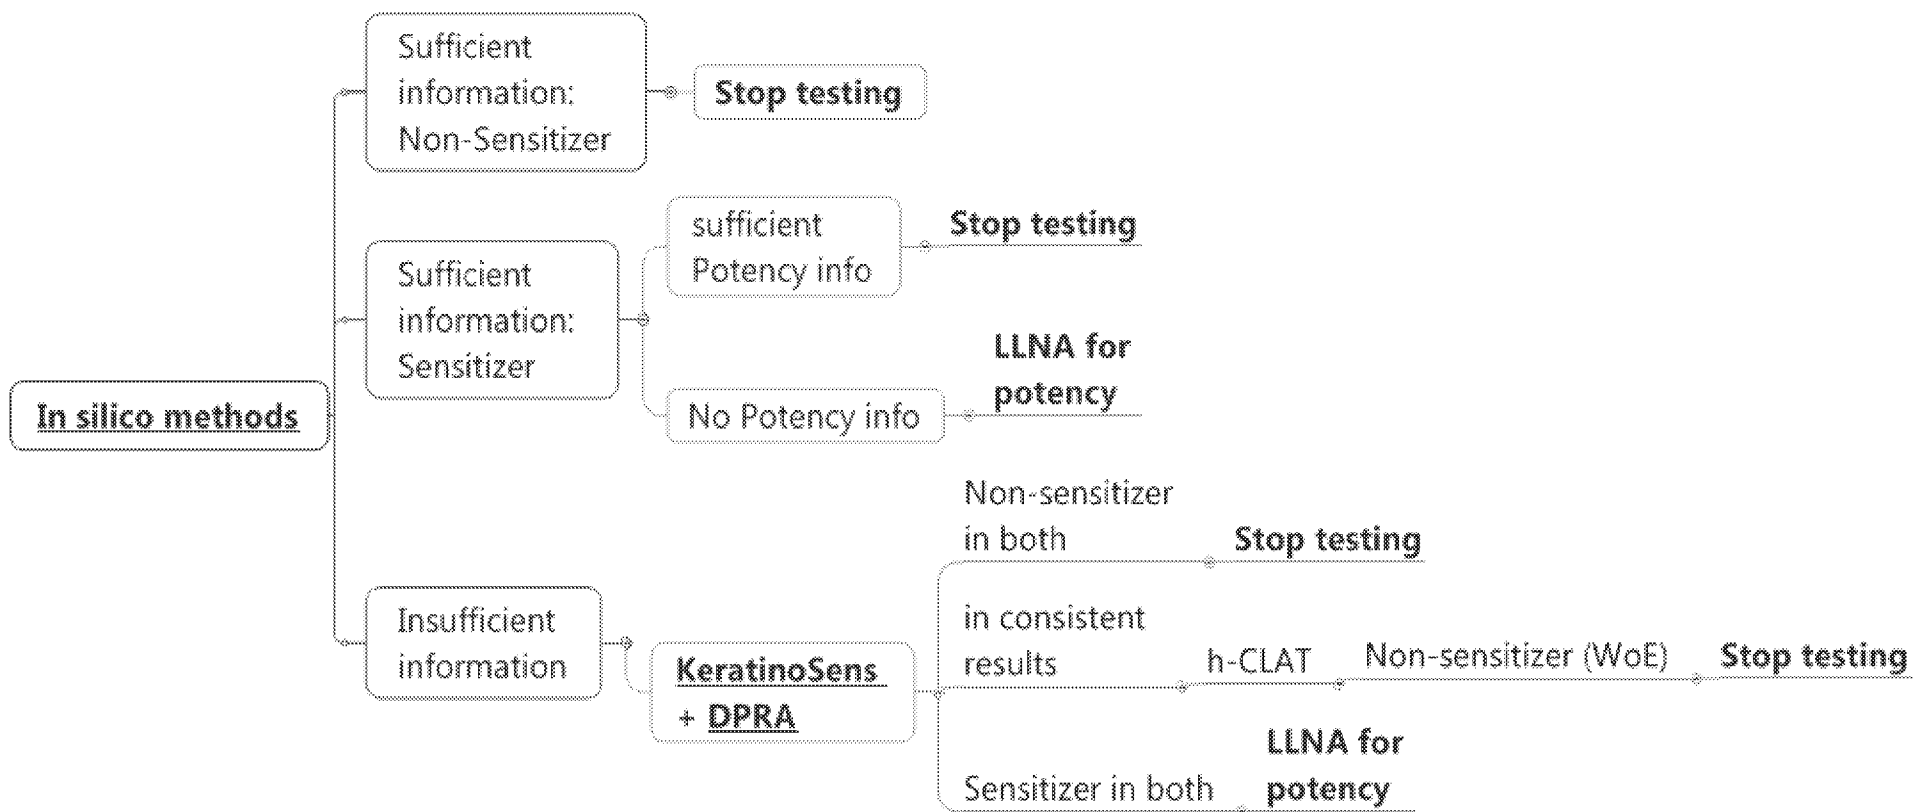 Sufficient
information:
Non-Sensitizer
Stop testing
Sufficient
information:
Sensitizer
sufficient
Potency info
Stop testing
No Potency info
LLNA for
potency
In silico methods
Insufficient
information
KeratinoSens
+ DPRA
Non-sensitizer
in both
Stop testing
in consistent
results
h-CLAT
Non-sensitizer (WoE)
Stop testing
Sensitizer in both
LLNA for
potency